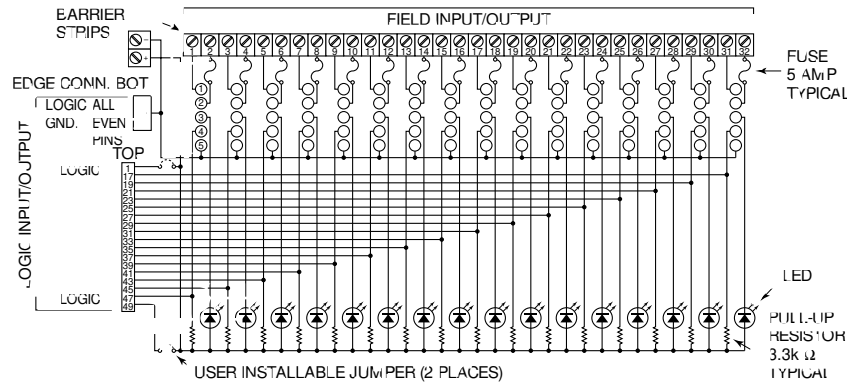 BARRIER
STRIPS
FIELD INPUT/OUTPUT
1 2 3 4 5 6 7 8 9 10 11 12 13 14 15 16 17 18 19 20 21 22 23 24 25 26 27 28 29 30 31 32
-
+
FUSE
5 AMP
TYPICAL
EDGE CONN. BOT
LOGIC ALL
GND. EVEN
PINS
1
2
3
4
5
TOP
LOGIC
LOGIC INPUT/OUTPUT
1
17
19
21
23
25
27
29
31
33
35
37
39
41
43
45
47
49
LOGIC
LED
PULL-UP
RESISTOR
3.3k Ω
TYPICAL
USER INSTALLABLE JUMPER (2 PLACES)